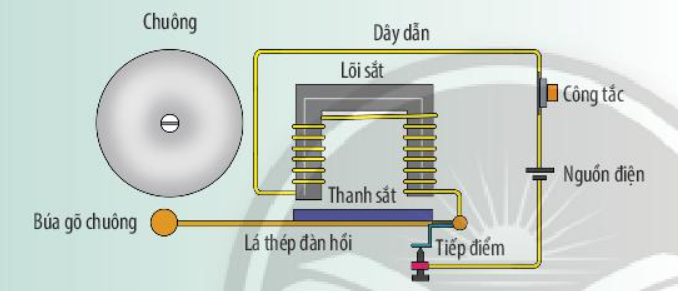 Chuông
Dây dẫn
Lõi sắt
Công tắc
Nguồn điện
Thanh sắt
Búa gõ chuông
Lá thép đàn hồi
Tiếp điểm